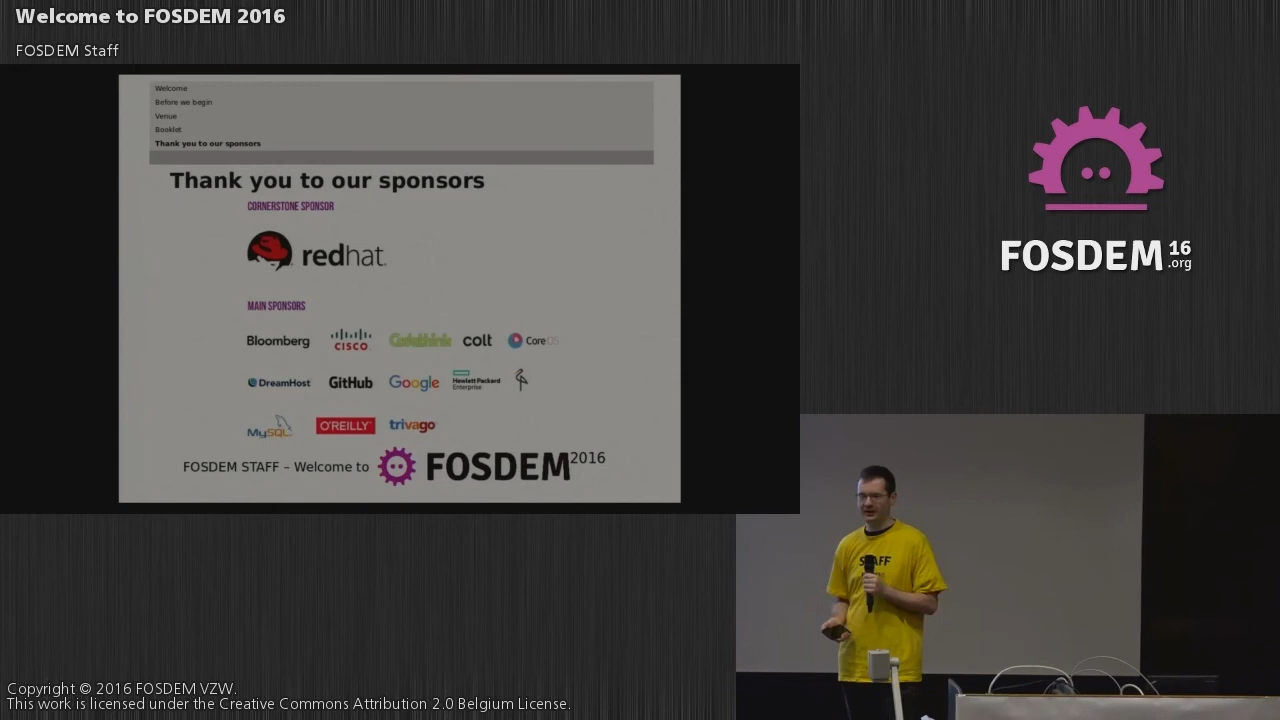 Welcome to FOSDEM 2016
FOSDEM Staff
Welcome
Before we begin
Venue
Booklet
Thank you to our sponsors
Thank you to our sponsors
CORNERSTONE SPONSOR
redhat.
MAIN SPONSORS
Bloomberg
CISCO
Codethink
colt
CoreOS
DreamHost
GitHub
Google
Hewlett Packard
Enterprise
MySQL
O'REILLY
trivago
FOSDEM STAFF – Welcome to FOSDEM 2016
FOSDEM 16
.org
STAFF
Copyright © 2016 FOSDEM VZW.
This work is licensed under the Creative Commons Attribution 2.0 Belgium License.